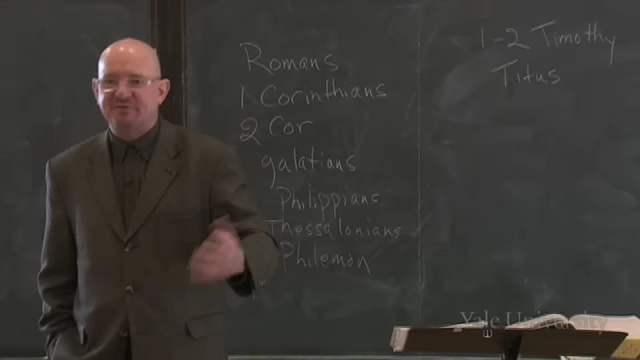 Romans
1 Corinthians
2 Cor
galatians
Philippians
Thessalonians
Philemon
1-2 Timothy
Titus
Yale University